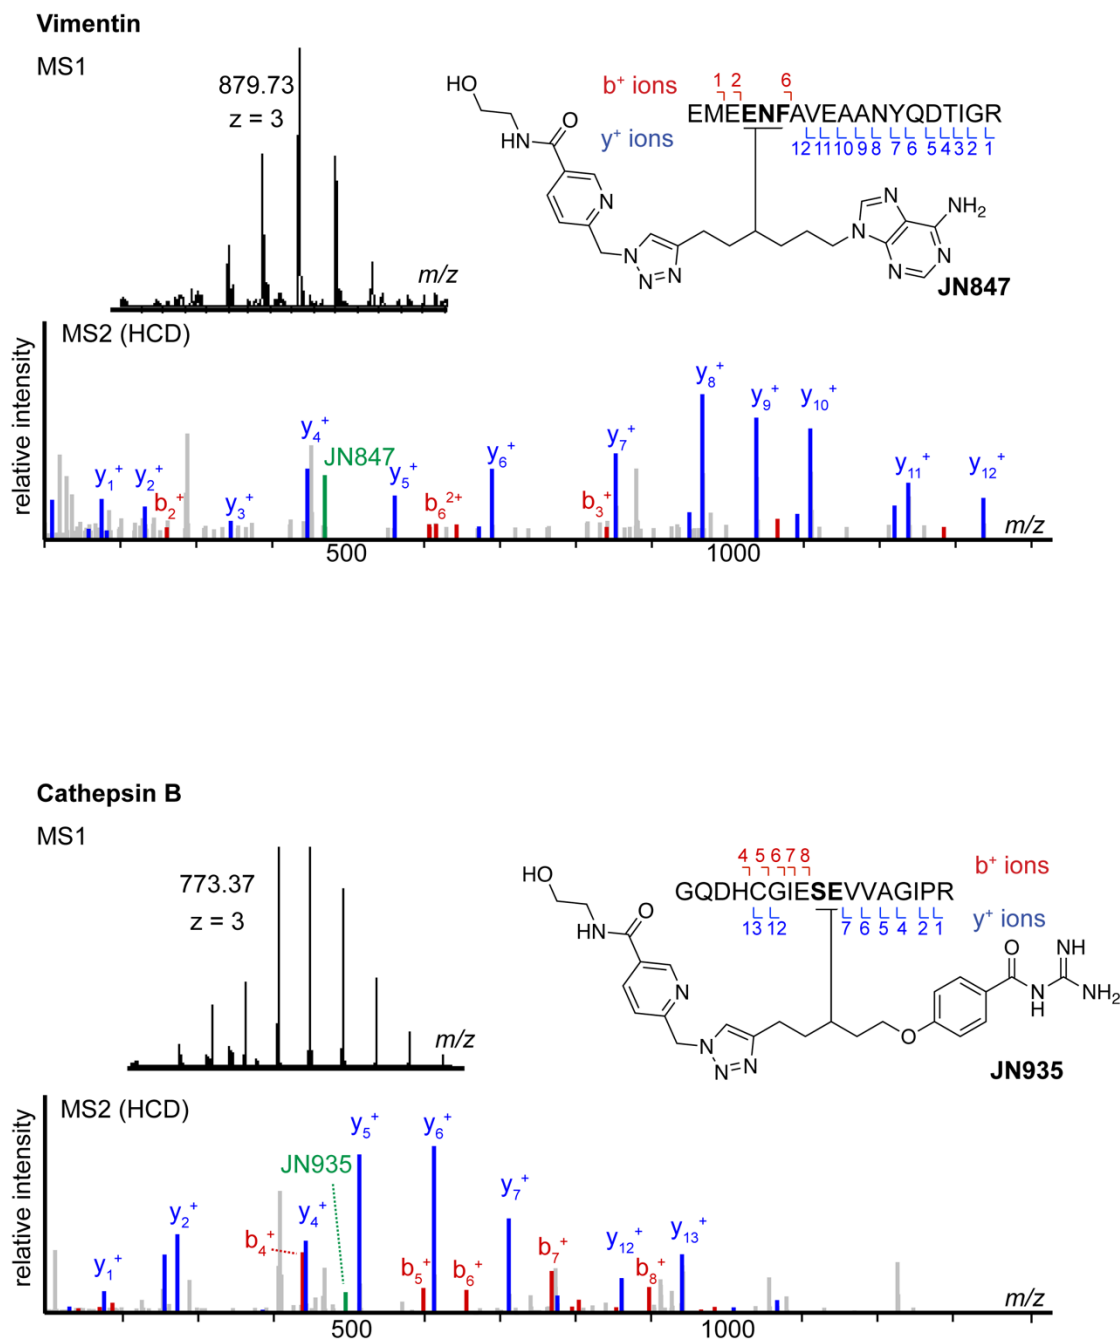 Vimentin
MS1
879.73
z = 3
m/z
b⁺ ions
y⁺ ions
1 2 6
EMEENFAVEAANYQDTIGR
12 11 10 9 8 7 6 5 4 3 2 1
HO
NH
O
N
N
N N
N
N
N
N
NH₂
JN847
MS2 (HCD)
relative intensity
y₁⁺
y₂⁺
b₂⁺
y₃⁺
y₄⁺
JN847
y₅⁺
b₆²⁺
y₆⁺
b₃⁺
y₇⁺
y₈⁺
y₉⁺
y₁₀⁺
y₁₁⁺
y₁₂⁺
m/z
500
1000
Cathepsin B
MS1
773.37
z = 3
m/z
4 5 6 7 8
b⁺ ions
GQDHCGIESEVVAGIPR
13 12 7 6 5 4 2 1
y⁺ ions
HO
NH
O
N
N
N N
O
O
NH
N
H
NH₂
JN935
MS2 (HCD)
relative intensity
y₁⁺
y₂⁺
b₄⁺
JN935
y₄⁺
y₅⁺
b₅⁺
y₆⁺
b₆⁺
y₇⁺
b₇⁺
y₁₂⁺
b₈⁺
y₁₃⁺
m/z
500
1000